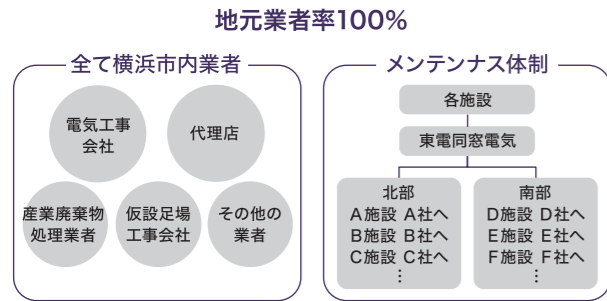 地元業者率100%
全て横浜市内業者
電気工事
会社
代理店
産業廃棄物
処理業者
仮設足場
工事会社
その他の
業者
メンテンナス体制
各施設
東電同窓電気
北部
A施設 A社へ
B施設 B社へ
C施設 C社へ
⋮
南部
D施設 D社へ
E施設 E社へ
F施設 F社へ
⋮